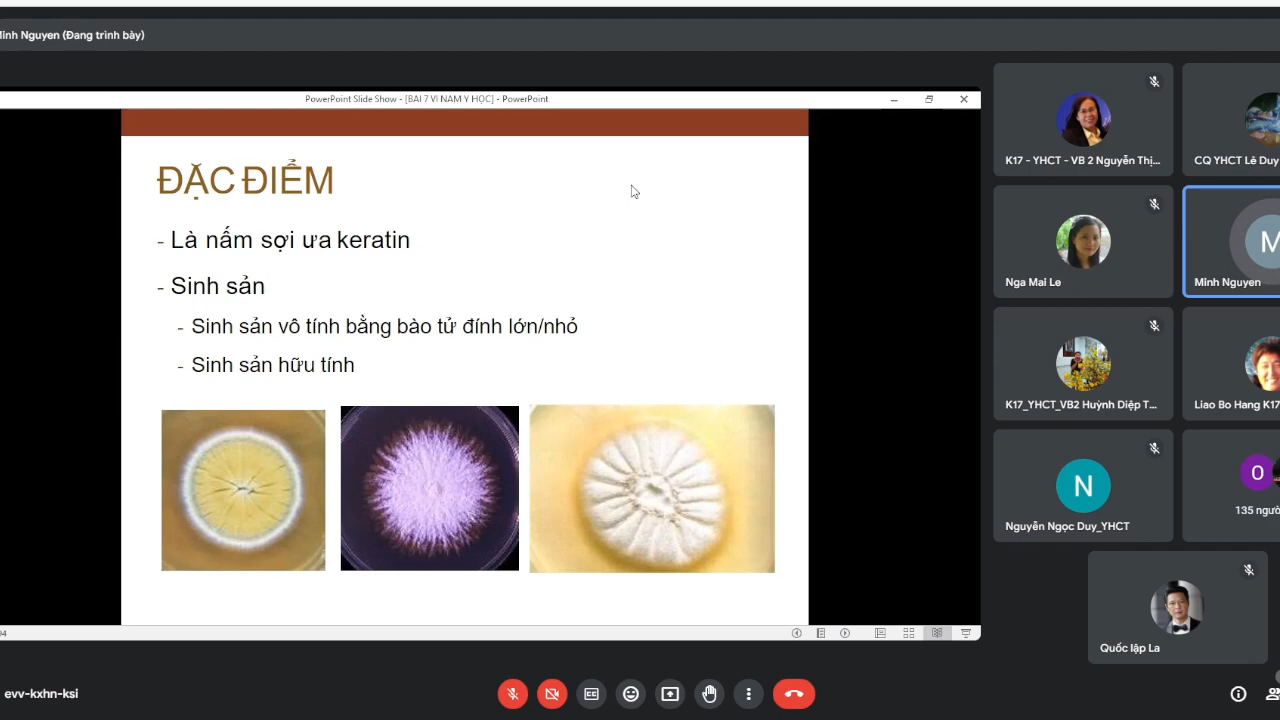 Minh Nguyen (Đang trình bày)
PowerPoint Slide Show - [BAI 7 VI NAM Y HỌC] - PowerPoint
ĐẶC ĐIỂM
- Là nấm sợi ưa keratin
- Sinh sản
- Sinh sản vô tính bằng bào tử đính lớn/nhỏ
- Sinh sản hữu tính
K17 - YHCT - VB 2 Nguyễn Thị...
CQ YHCT Lê Duy
Nga Mai Le
M
Minh Nguyen
K17_YHCT_VB2 Huỳnh Diệp T...
Liao Bo Hang K17
N
Nguyễn Ngọc Duy_YHCT
O
135 người
Quốc lập La
evv-kxhn-ksi